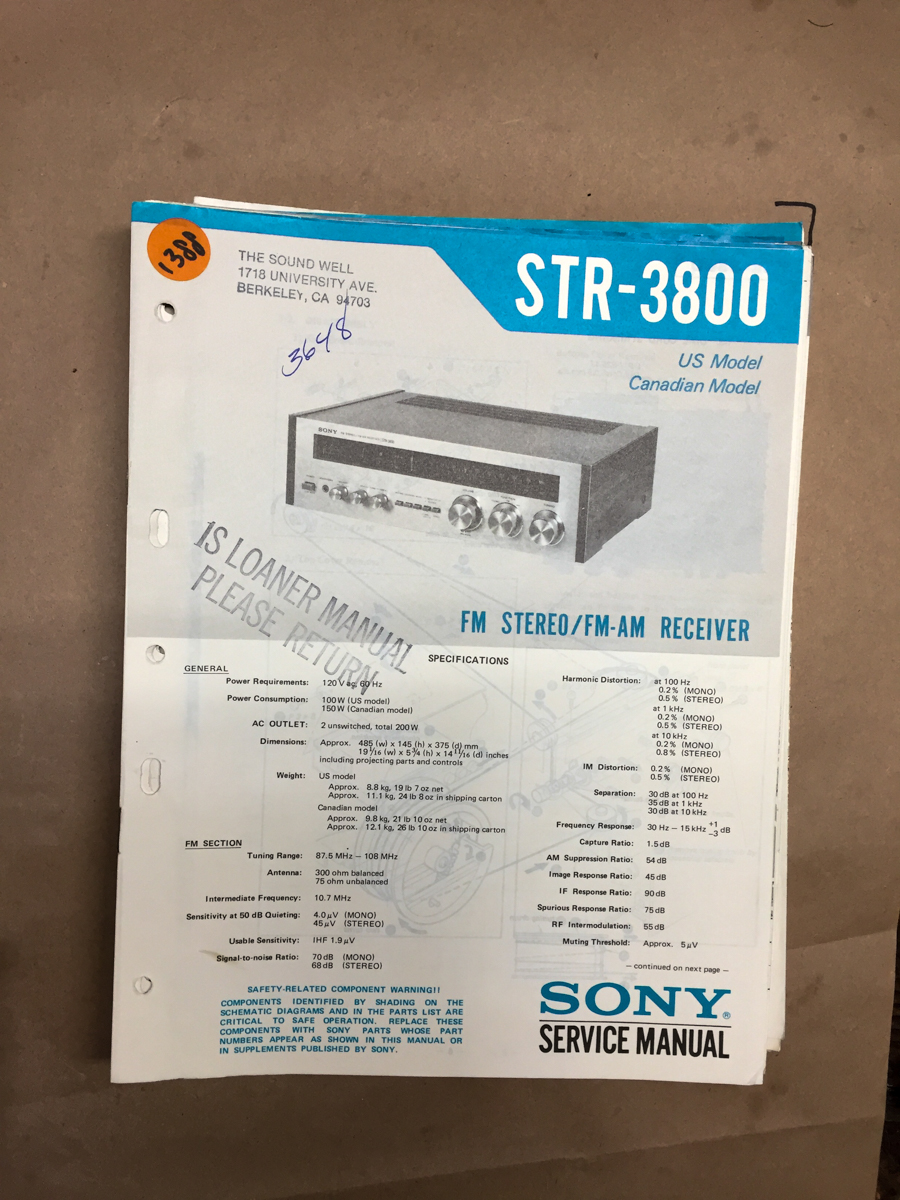 1388
THE SOUND WELL
1718 UNIVERSITY AVE.
BERKELEY, CA 94703
3648
STR-3800
US Model
Canadian Model
SONY
1S LOANER MANUAL
PLEASE RETURN
FM STEREO/FM-AM RECEIVER
SPECIFICATIONS
GENERAL
Power Requirements: 120 V ac, 60 Hz
Power Consumption: 100W (US model)
150W (Canadian model)
AC OUTLET: 2 unswitched, total 200W
Dimensions: Approx. 485 (w) x 145 (h) x 375 (d) mm
19 1/16 (w) x 5 3/4 (h) x 14 11/16 (d) inches
including projecting parts and controls
Weight: US model
Approx. 8.8 kg, 19 lb 7 oz net
Approx. 11.1 kg, 24 lb 8 oz in shipping carton
Canadian model
Approx. 9.8 kg, 21 lb 10 oz net
Approx. 12.1 kg, 26 lb 10 oz in shipping carton
FM SECTION
Tuning Range: 87.5 MHz – 108 MHz
Antenna: 300 ohm balanced
75 ohm unbalanced
Intermediate Frequency: 10.7 MHz
Sensitivity at 50 dB Quieting: 4.0 µV (MONO)
45 µV (STEREO)
Usable Sensitivity: IHF 1.9 µV
Signal-to-noise Ratio: 70 dB (MONO)
68 dB (STEREO)
Harmonic Distortion: at 100 Hz
0.2% (MONO)
0.5% (STEREO)
at 1 kHz
0.2% (MONO)
0.5% (STEREO)
at 10 kHz
0.2% (MONO)
0.8% (STEREO)
IM Distortion: 0.2% (MONO)
0.5% (STEREO)
Separation: 30 dB at 100 Hz
35 dB at 1 kHz
30 dB at 10 kHz
Frequency Response: 30 Hz – 15 kHz +1 −3 dB
Capture Ratio: 1.5 dB
AM Suppression Ratio: 54 dB
Image Response Ratio: 45 dB
IF Response Ratio: 90 dB
Spurious Response Ratio: 75 dB
RF Intermodulation: 55 dB
Muting Threshold: Approx. 5 µV
– continued on next page –
SAFETY-RELATED COMPONENT WARNING!!
COMPONENTS IDENTIFIED BY SHADING ON THE
SCHEMATIC DIAGRAMS AND IN THE PARTS LIST ARE
CRITICAL TO SAFE OPERATION. REPLACE THESE
COMPONENTS WITH SONY PARTS WHOSE PART
NUMBERS APPEAR AS SHOWN IN THIS MANUAL OR
IN SUPPLEMENTS PUBLISHED BY SONY.
SONY®
SERVICE MANUAL